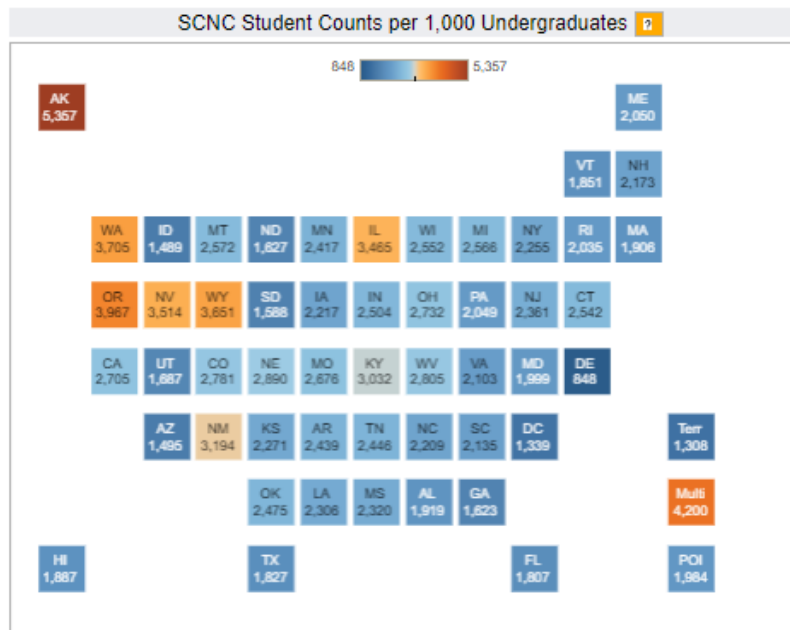 SCNC Student Counts per 1,000 Undergraduates ?
848 5,357
AK ME
5,357 2,050
VT NH
1,851 2,173
WA ID MT ND MN IL WI MI NY RI MA
3,705 1,489 2,572 1,627 2,417 3,465 2,552 2,566 2,255 2,035 1,906
OR NV WY SD IA IN OH PA NJ CT
3,967 3,514 3,651 1,588 2,217 2,504 2,732 2,049 2,361 2,542
CA UT CO NE MO KY WV VA MD DE
2,705 1,687 2,781 2,890 2,676 3,032 2,805 2,103 1,999 848
AZ NM KS AR TN NC SC DC Terr
1,495 3,194 2,271 2,439 2,446 2,209 2,135 1,339 1,308
OK LA MS AL GA Multi
2,475 2,306 2,320 1,919 1,623 4,200
HI TX FL POI
1,887 1,827 1,807 1,984